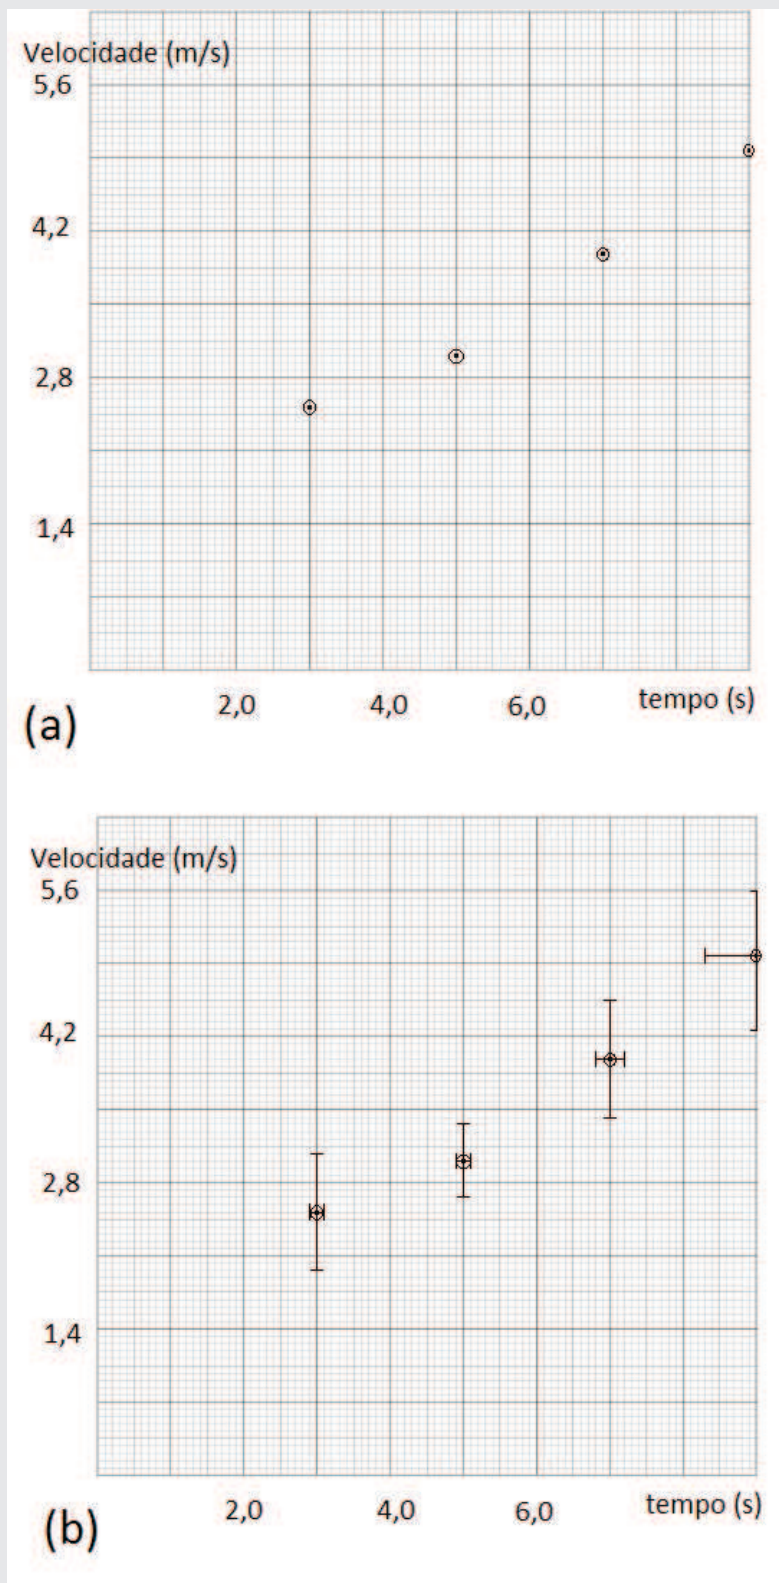 Velocidade (m/s)
5,6
4,2
2,8
1,4
2,0 4,0 6,0 tempo (s)
(a)
Velocidade (m/s)
5,6
4,2
2,8
1,4
2,0 4,0 6,0 tempo (s)
(b)